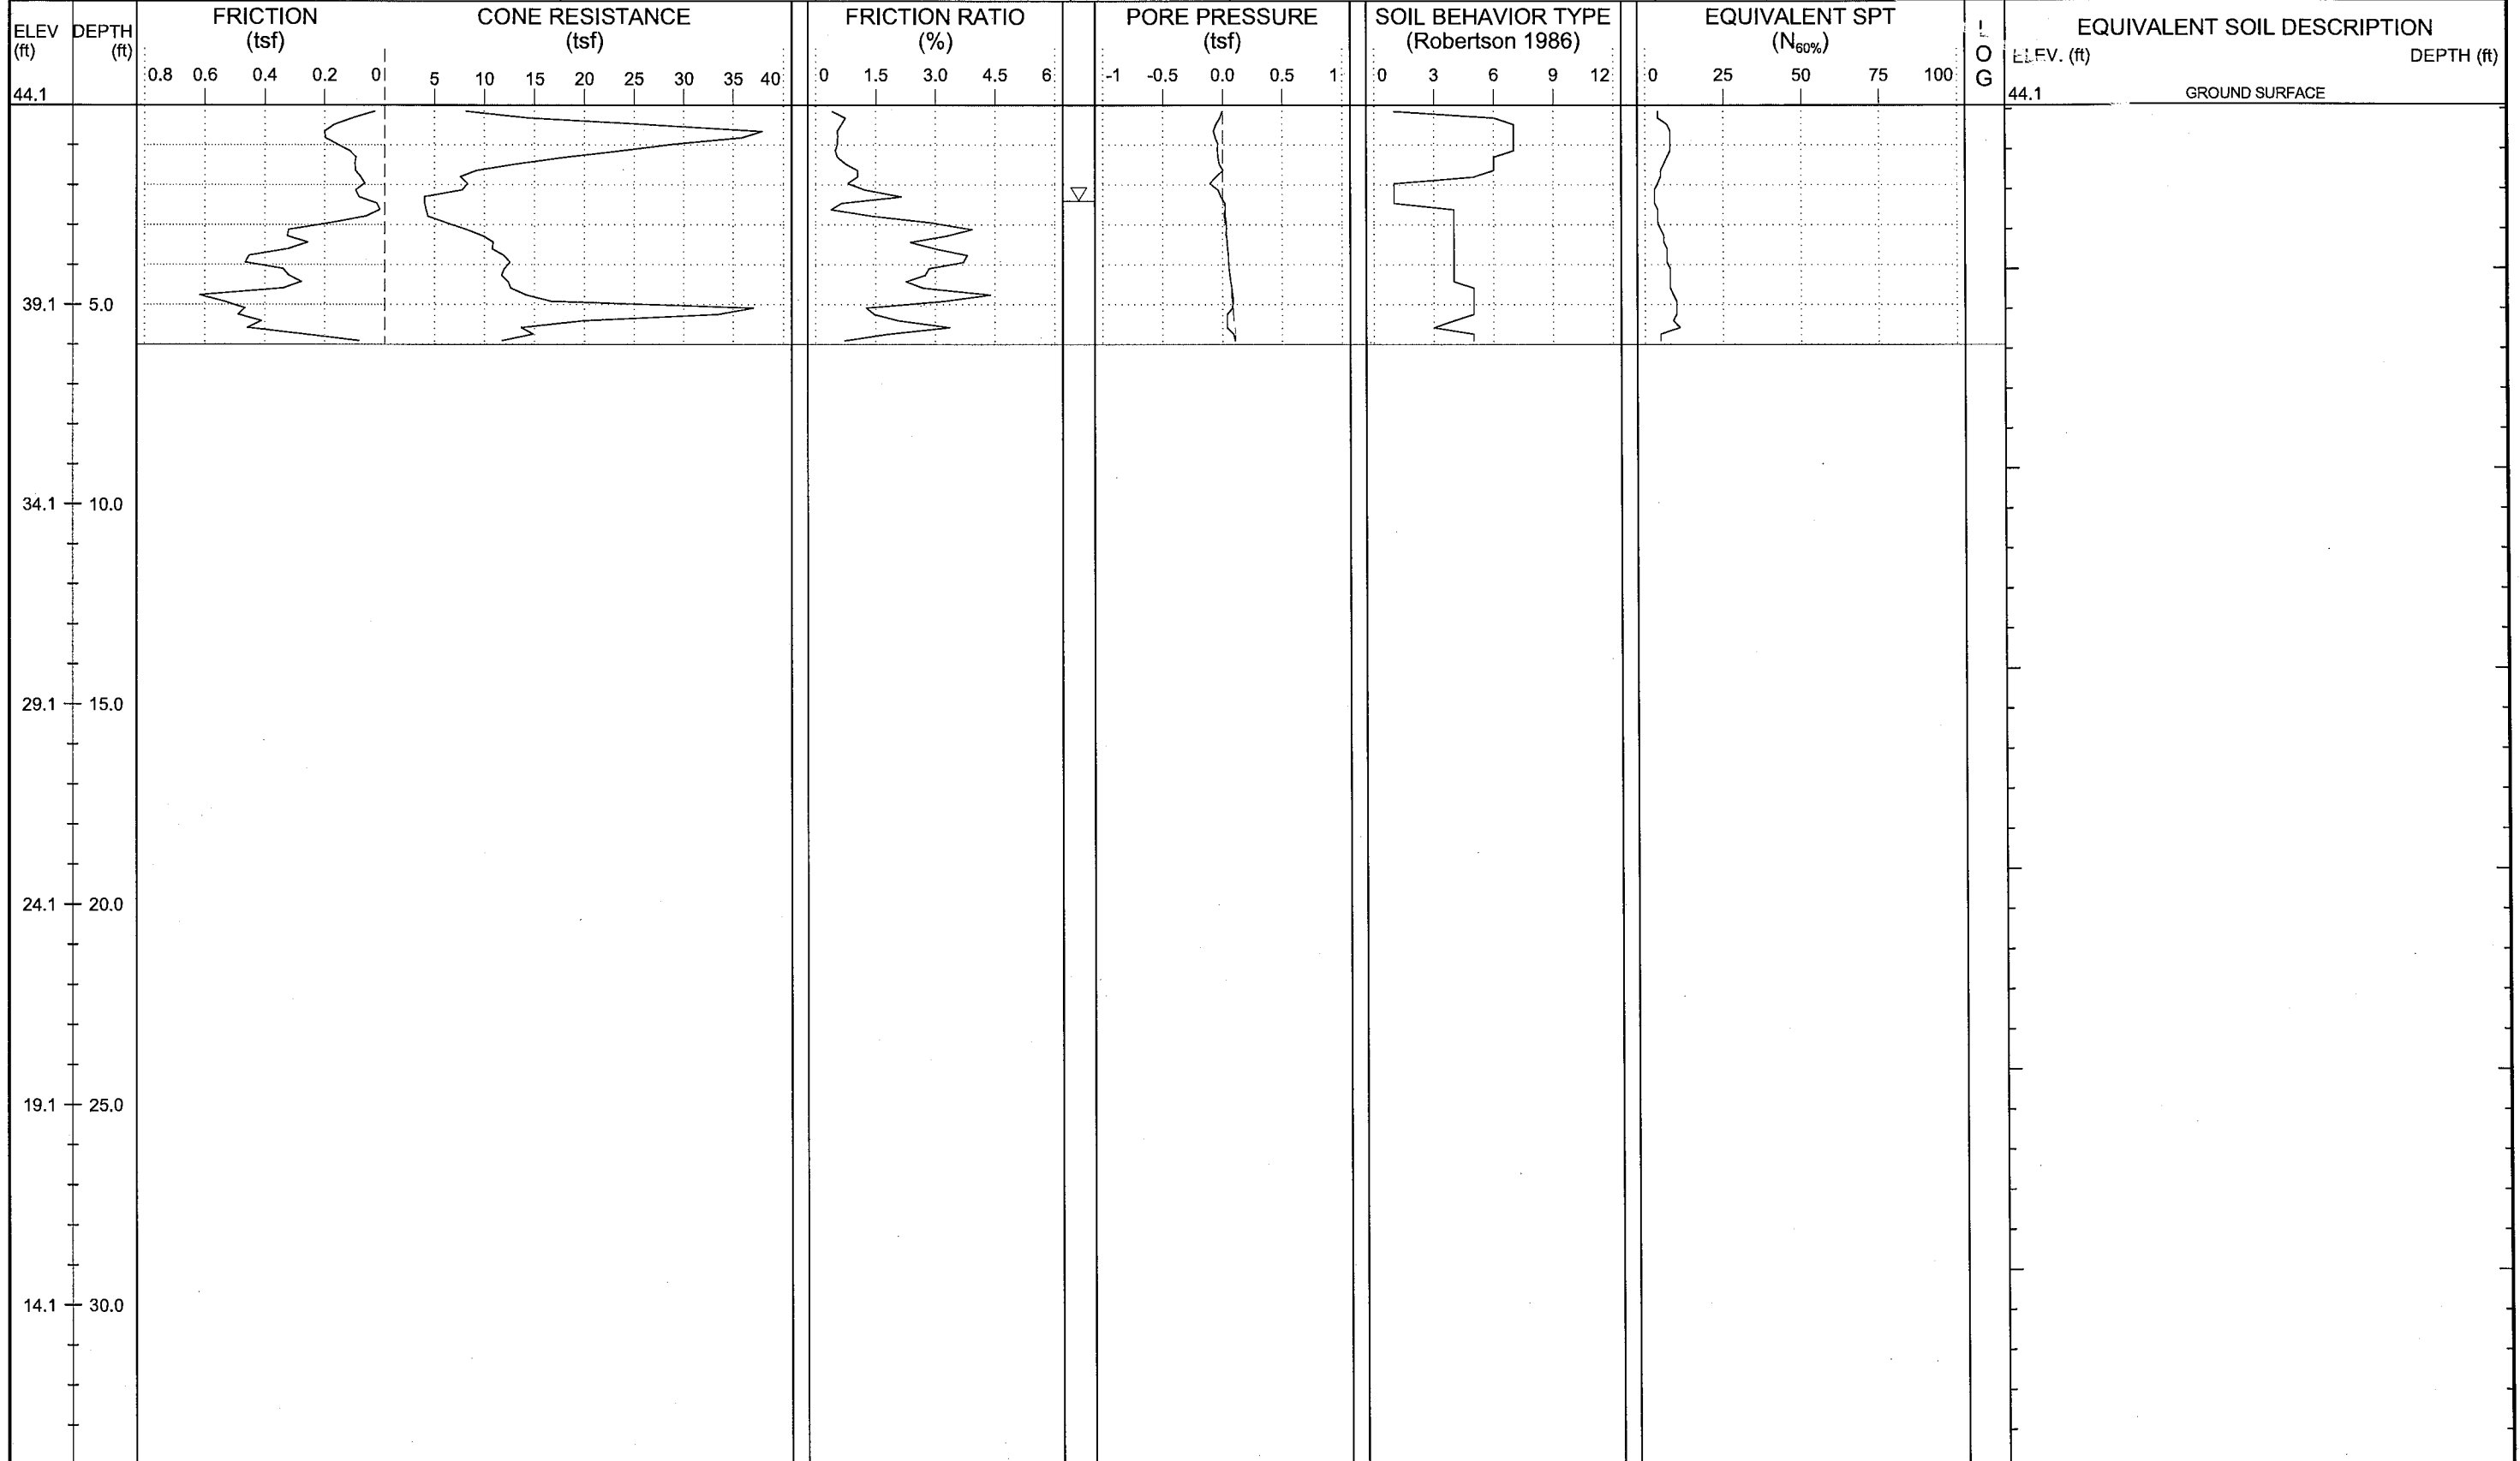 ELEV
(ft)
DEPTH
(ft)
FRICTION
(tsf)
CONE RESISTANCE
(tsf)
FRICTION RATIO
(%)
PORE PRESSURE
(tsf)
SOIL BEHAVIOR TYPE
(Robertson 1986)
EQUIVALENT SPT
(N60%)
L
O
G
EQUIVALENT SOIL DESCRIPTION
ELEV. (ft) DEPTH (ft)
0.8 0.6 0.4 0.2 0 5 10 15 20 25 30 35 40
0 1.5 3.0 4.5 6
-1 -0.5 0.0 0.5 1
0 3 6 9 12
0 25 50 75 100
44.1
44.1 GROUND SURFACE
39.1 5.0
34.1 10.0
29.1 15.0
24.1 20.0
19.1 25.0
14.1 30.0